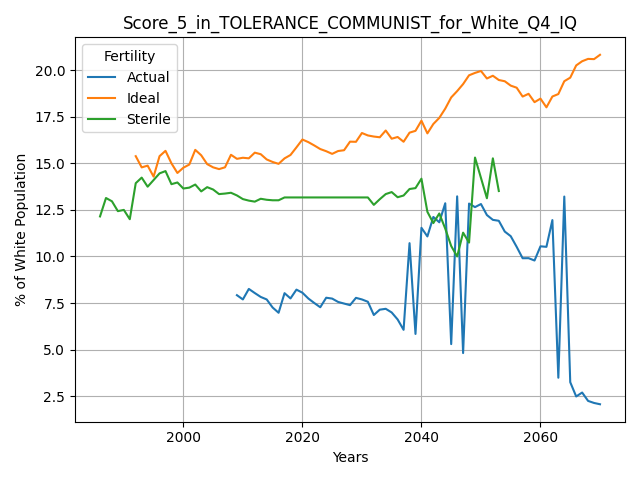 Score_5_in_TOLERANCE_COMMUNIST_for_White_Q4_IQ
Fertility
Actual
Ideal
Sterile
% of White Population
20.0
17.5
15.0
12.5
10.0
7.5
5.0
2.5
2000
2020
2040
2060
Years